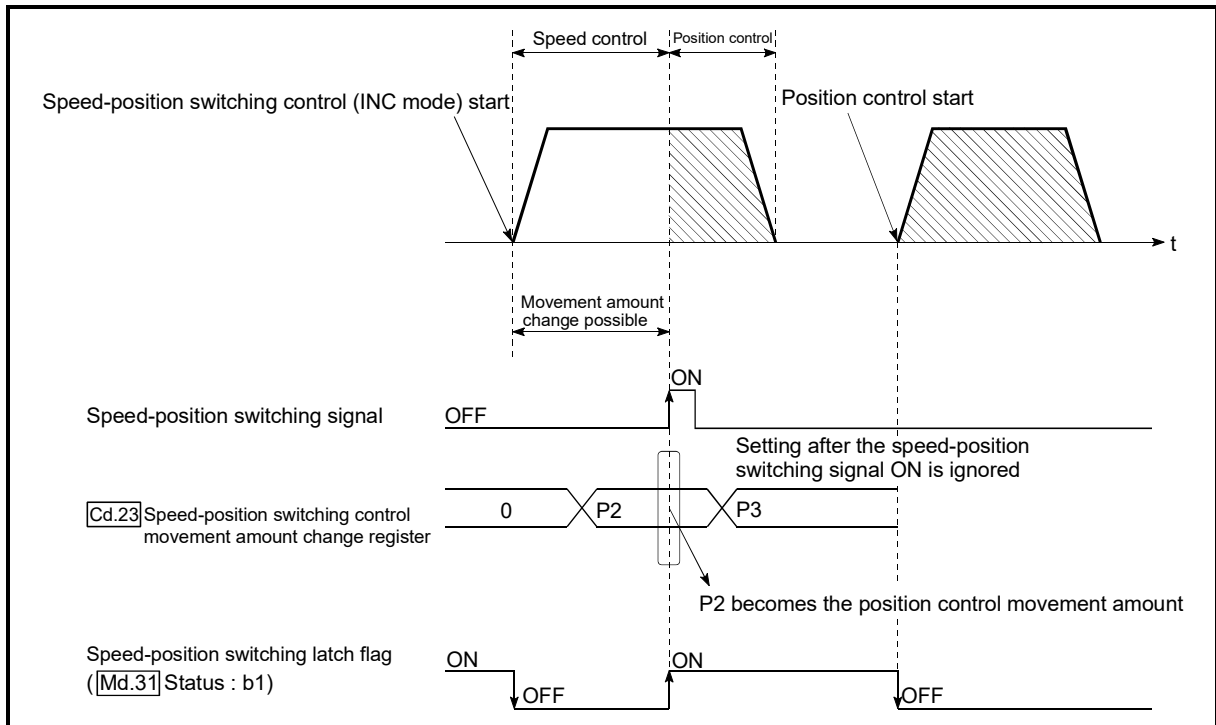 Speed control
Position control
Speed-position switching control (INC mode) start
Position control start
t
Movement amount
change possible
ON
Speed-position switching signal
OFF
Setting after the speed-position
switching signal ON is ignored
Cd.23 Speed-position switching control
movement amount change register
0
P2
P3
P2 becomes the position control movement amount
Speed-position switching latch flag
( Md.31 Status : b1)
ON
OFF
ON
OFF